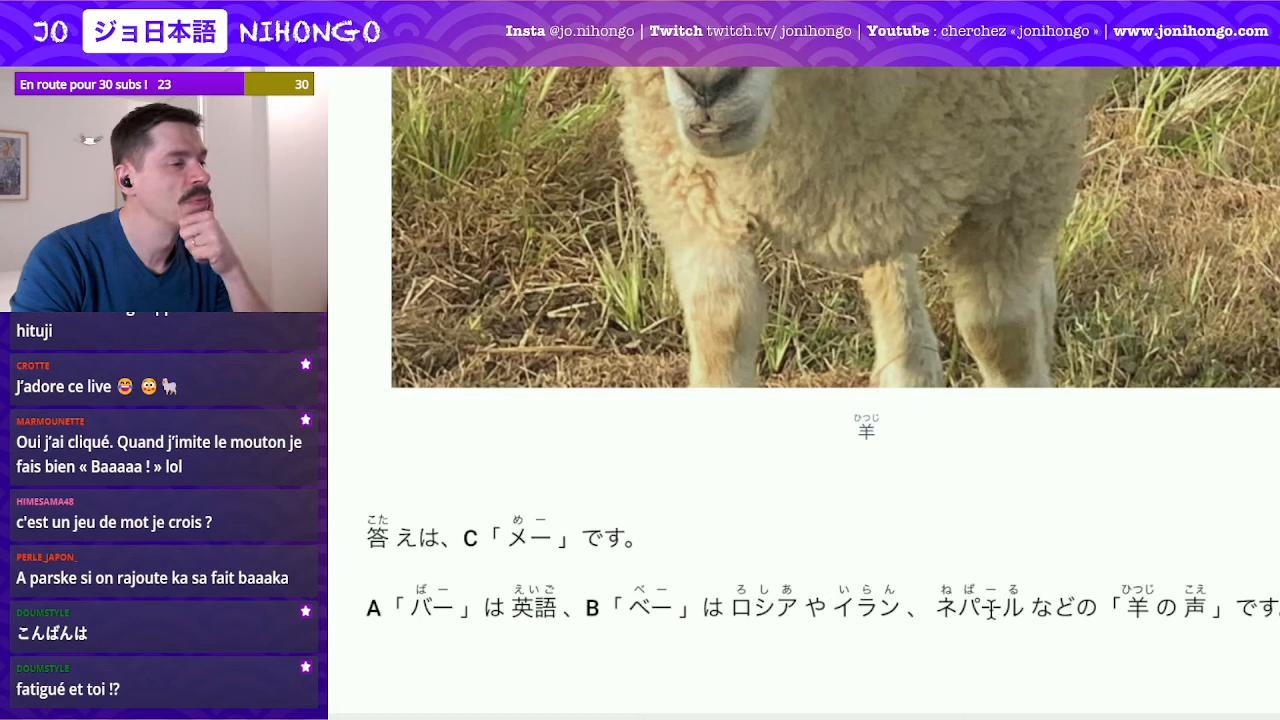 JO ジョ日本語 NIHONGO
Insta @jo.nihongo | Twitch twitch.tv/ jonihongo | Youtube : cherchez « jonihongo » | www.jonihongo.com
En route pour 30 subs ! 23 30
hituji
CROTTE
J'adore ce live 😂 🤪 🐐
MARMOUNETTE
Oui j'ai cliqué. Quand j'imite le mouton je
fais bien « Baaaaa ! » lol
HIMESAMA48
c'est un jeu de mot je crois ?
PERLE_JAPON_
A parske si on rajoute ka sa fait baaaka
DOUMSTYLE
こんばんは
DOUMSTYLE
fatigué et toi !?
ひつじ
羊
こた めー
答えは、C「メー」です。
ばー えいご べー ろしあ いらん ねぱーる ひつじ こえ
A「バー」は英語、B「ベー」はロシアやイラン、ネパールなどの「羊の声」です